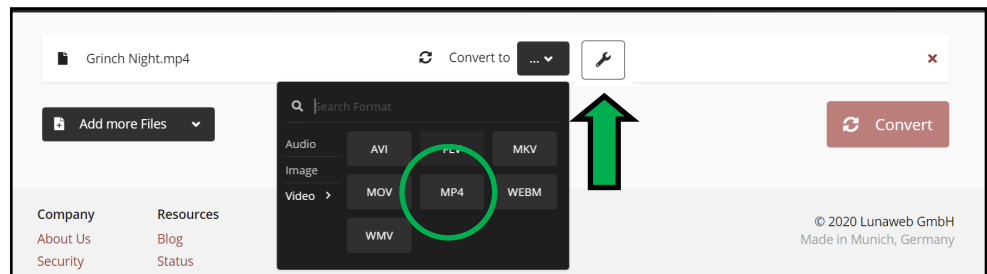 Grinch Night.mp4 Convert to ...
Search Format
Add more Files
Convert
Audio AVI FLV MKV
Image
Video MOV MP4 WEBM
WMV
Company Resources
© 2020 Lunaweb GmbH
About Us Blog
Made in Munich, Germany
Security Status